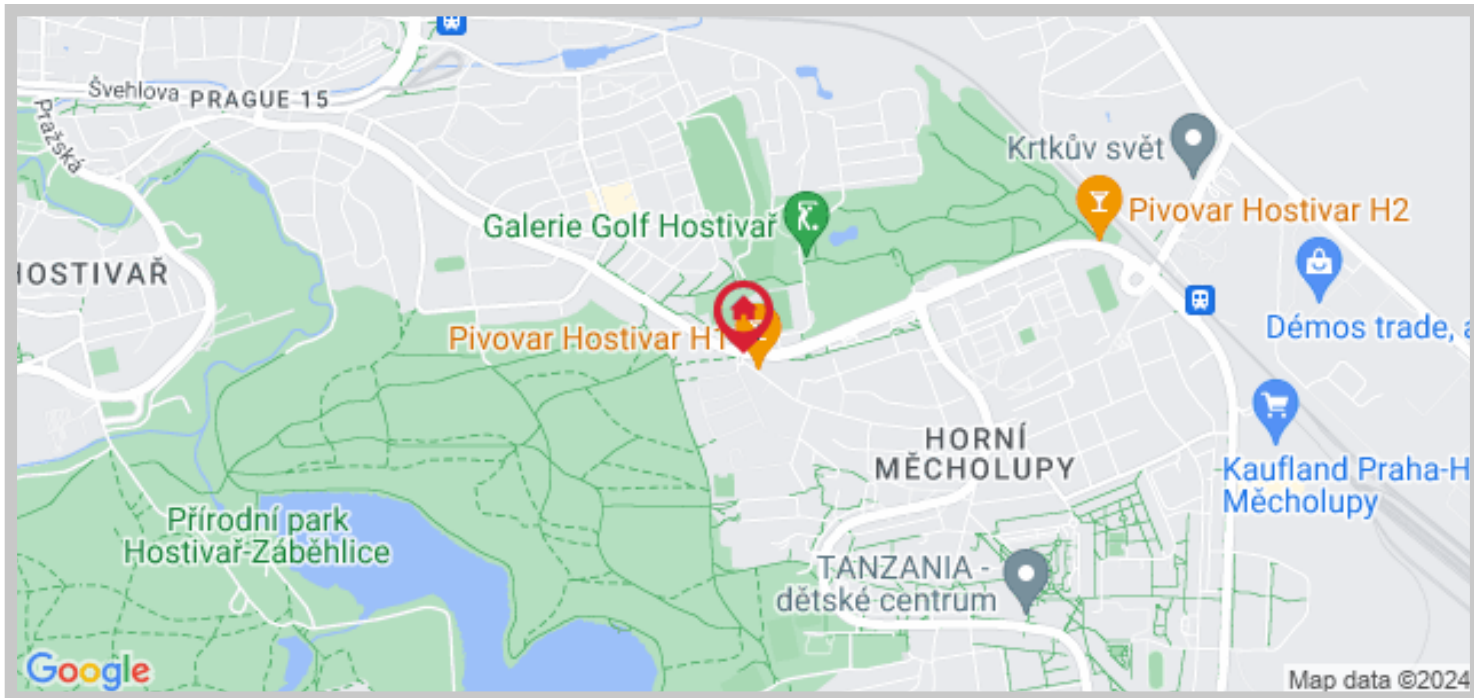 Švehlova
PRAGUE 15
Pražská
Krtkův svět
Pivovar Hostivar H2
Galerie Golf Hostivař
HOSTIVAŘ
Démos trade, a
Pivovar Hostivar H1
HORNÍ
MĚCHOLUPY
Kaufland Praha-H
Měcholupy
Přírodní park
Hostivař-Záběhlice
TANZANIA -
dětské centrum
Google
Map data ©2024